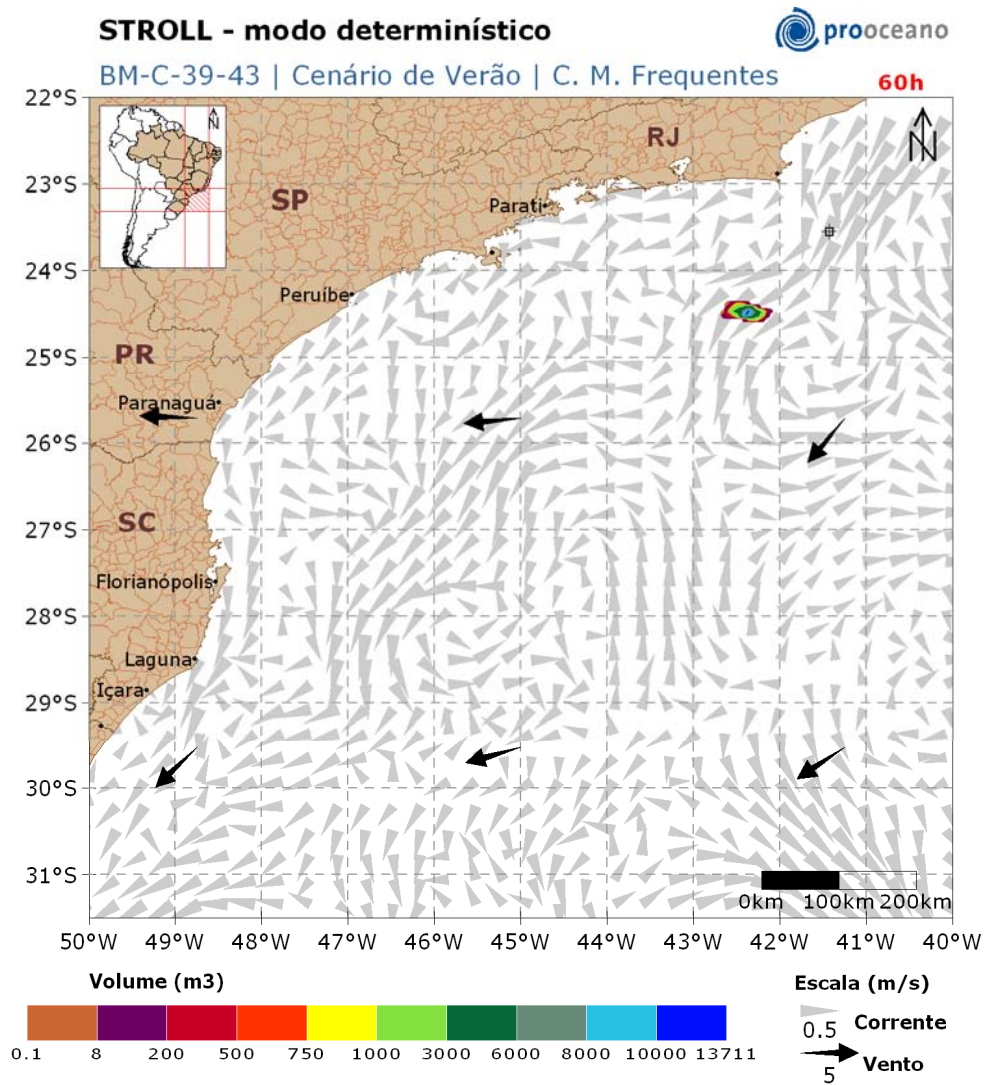 STROLL - modo determinístico
prooceano
BM-C-39-43 | Cenário de Verão | C. M. Frequentes
60h
22°S
N
N
RJ
23°S
SP
Parati
24°S
Peruíbe
PR
25°S
Paranaguá
26°S
SC
27°S
Florianópolis
28°S
Laguna
Içara
29°S
30°S
31°S
0km 100km 200km
50°W 49°W 48°W 47°W 46°W 45°W 44°W 43°W 42°W 41°W 40°W
Volume (m3)
0.1 8 200 500 750 1000 3000 6000 8000 10000 13711
Escala (m/s)
0.5 Corrente
5 Vento